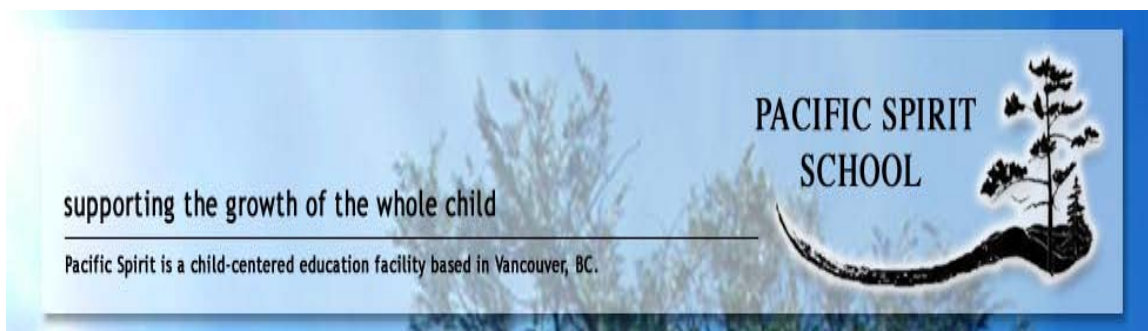 PACIFIC SPIRIT
SCHOOL
supporting the growth of the whole child
Pacific Spirit is a child-centered education facility based in Vancouver, BC.